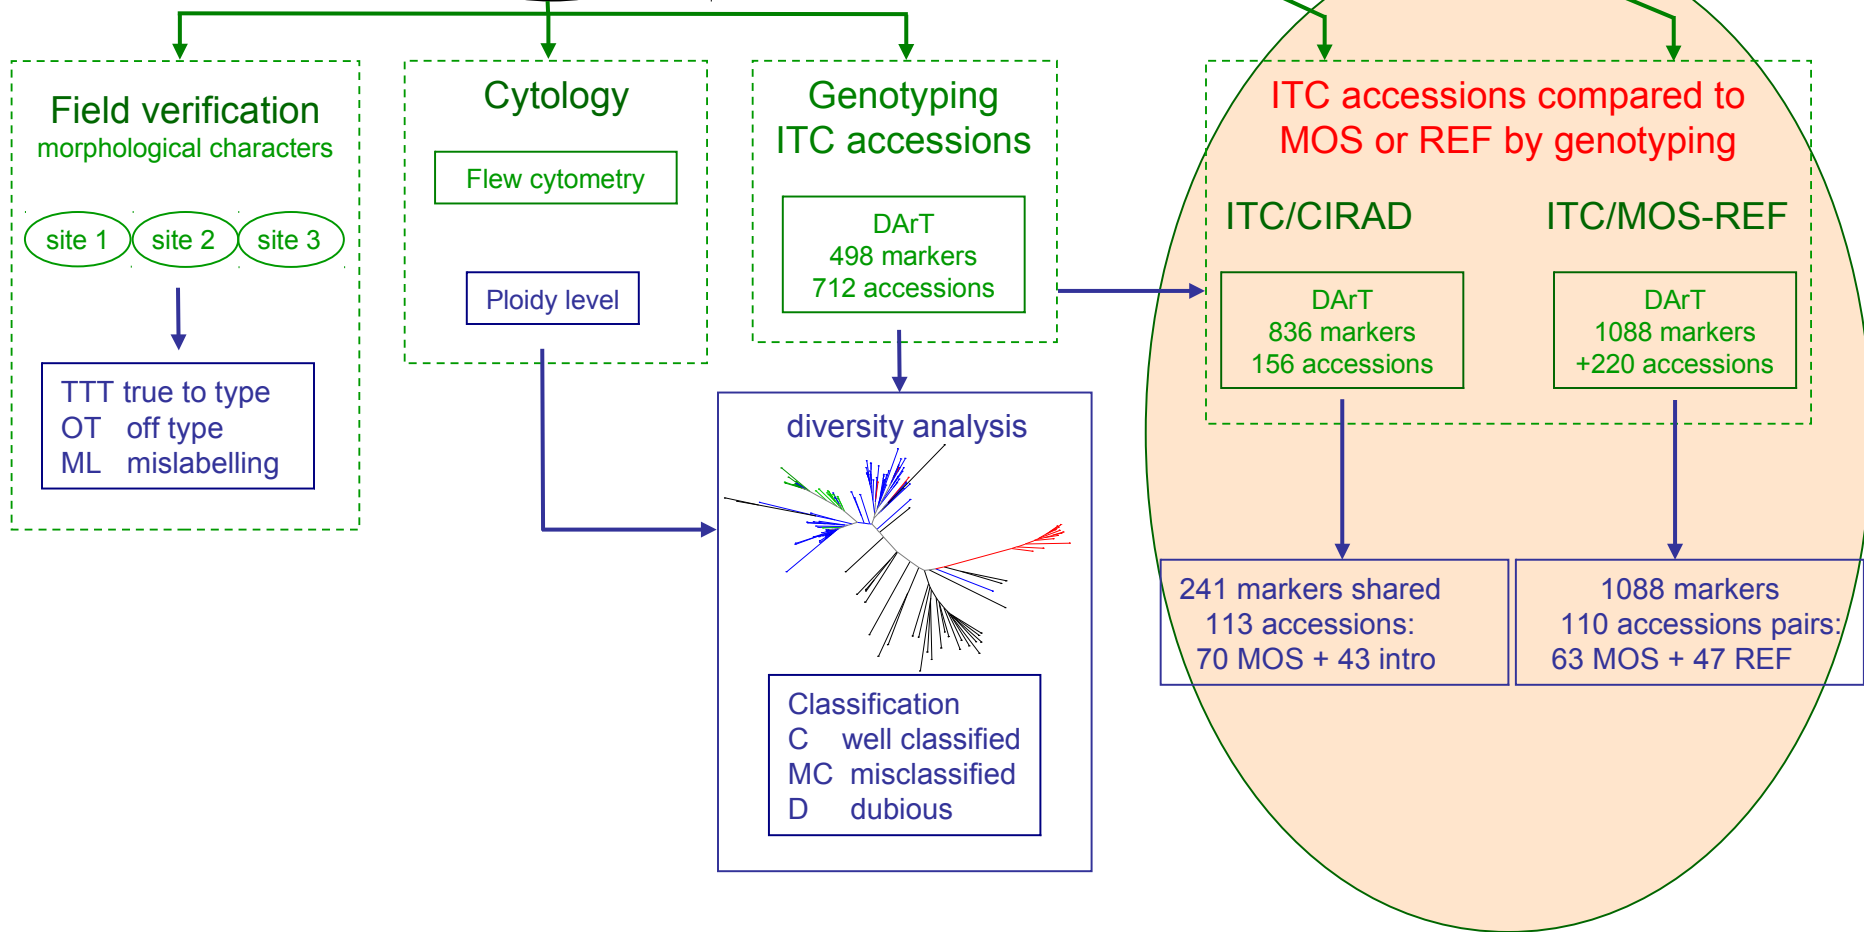 Field verification
morphological characters
site 1
site 2
site 3
TTT true to type
OT off type
ML mislabelling
Cytology
Flew cytometry
Ploidy level
Genotyping
ITC accessions
DArT
498 markers
712 accessions
diversity analysis
Classification
C well classified
MC misclassified
D dubious
ITC accessions compared to
MOS or REF by genotyping
ITC/CIRAD
DArT
836 markers
156 accessions
241 markers shared
113 accessions:
70 MOS + 43 intro
ITC/MOS-REF
DArT
1088 markers
+220 accessions
1088 markers
110 accessions pairs:
63 MOS + 47 REF